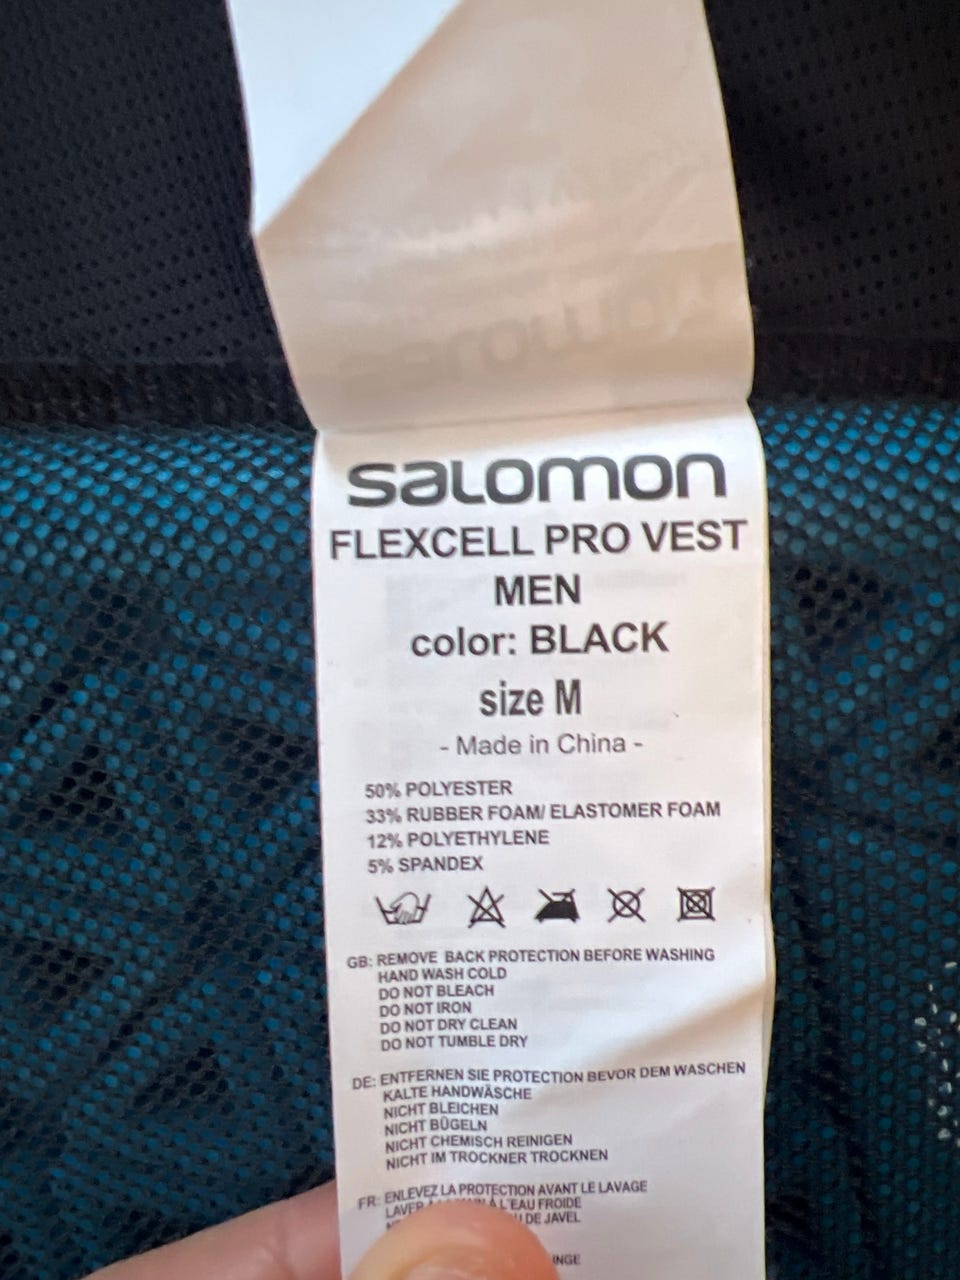 salomon
FLEXCELL PRO VEST
MEN
color: BLACK
size M
- Made in China -
50% POLYESTER
33% RUBBER FOAM/ ELASTOMER FOAM
12% POLYETHYLENE
5% SPANDEX
GB: REMOVE BACK PROTECTION BEFORE WASHING
HAND WASH COLD
DO NOT BLEACH
DO NOT IRON
DO NOT DRY CLEAN
DO NOT TUMBLE DRY
DE: ENTFERNEN SIE PROTECTION BEVOR DEM WASCHEN
KALTE HANDWÄSCHE
NICHT BLEICHEN
NICHT BÜGELN
NICHT CHEMISCH REINIGEN
NICHT IM TROCKNER TROCKNEN
FR: ENLEVEZ LA PROTECTION AVANT LE LAVAGE
LAVER À L'EAU FROIDE
DE JAVEL